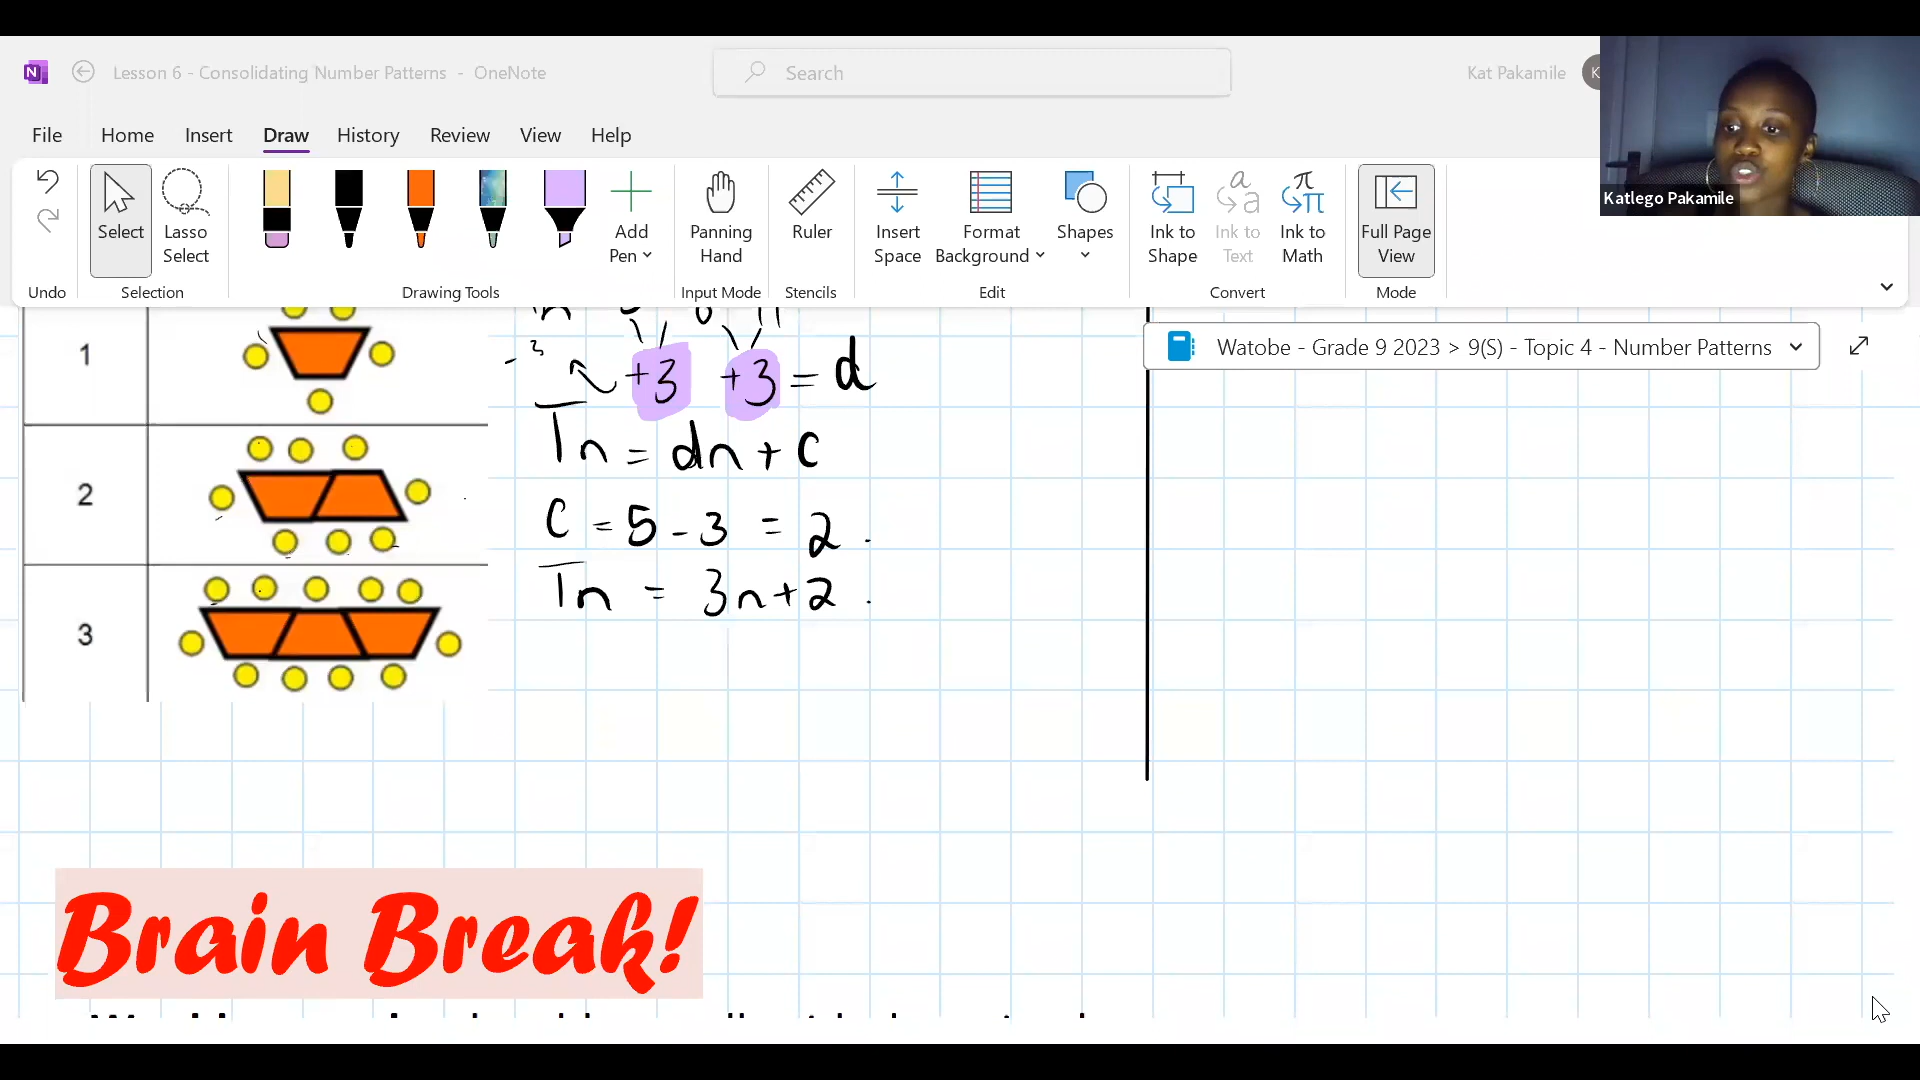 Lesson 6 - Consolidating Number Patterns - OneNote
Search
Kat Pakamile
K
File Home Insert Draw History Review View Help
Katlego Pakamile
Select
Lasso Select
Add Pen
Panning Hand
Ruler
Insert Space
Format Background
Shapes
Ink to Shape
Ink to Text
Ink to Math
Full Page View
Undo
Selection
Drawing Tools
Input Mode
Stencils
Edit
Convert
Mode
Watobe - Grade 9 2023 > 9(S) - Topic 4 - Number Patterns
1
2
3
-3
+3 +3 = d
Tn = dn + c
C = 5 - 3 = 2.
Tn = 3n+2.
Brain Break!